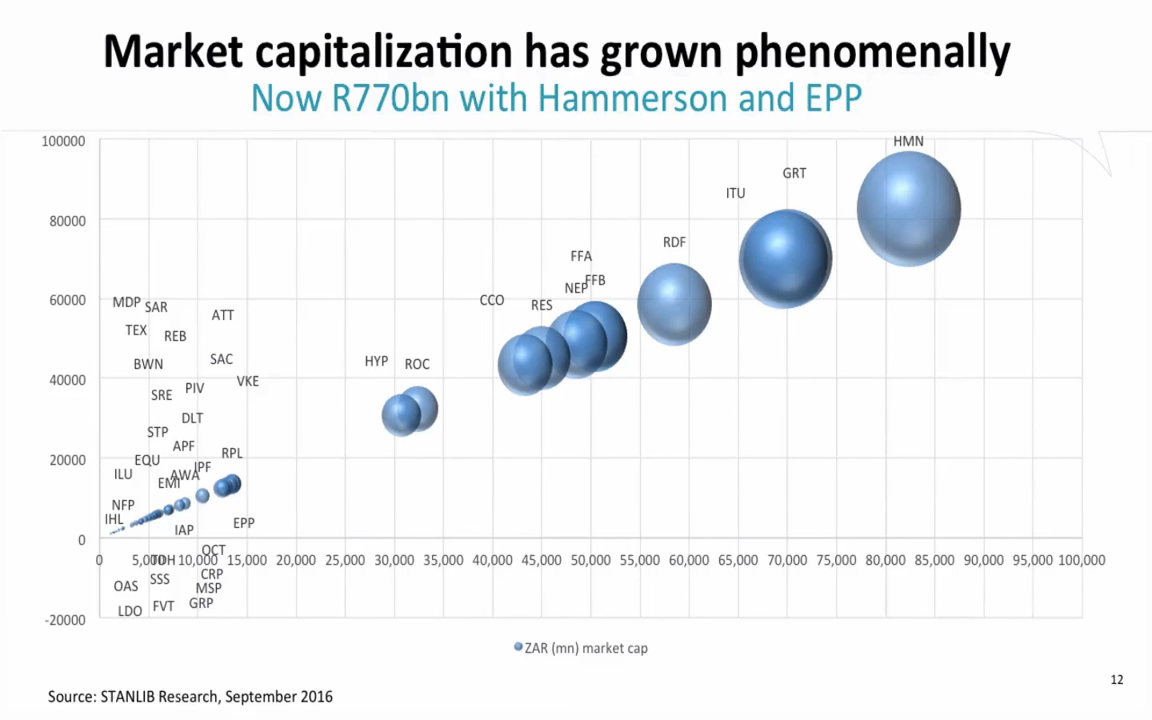 Market capitalization has grown phenomenally
Now R770bn with Hammerson and EPP
100000
80000
60000
40000
20000
0
-20000
HMN
GRT
ITU
RDF
FFA
FFB
NEP
CCO
RES
MDP
SAR
ATT
TEX
REB
BWN
SAC
HYP
ROC
VKE
SRE
PIV
DLT
STP
APF
RPL
EQU
IPF
ILU
AWA
EMI
NFP
IHL
EPP
IAP
OCT
0 5,000 10,000 15,000 20,000 25,000 30,000 35,000 40,000 45,000 50,000 55,000 60,000 65,000 70,000 75,000 80,000 85,000 90,000 95,000 100,000
CRP
OAS
SSS
MSP
LDO
FVT
GRP
ZAR (mn) market cap
12
Source: STANLIB Research, September 2016